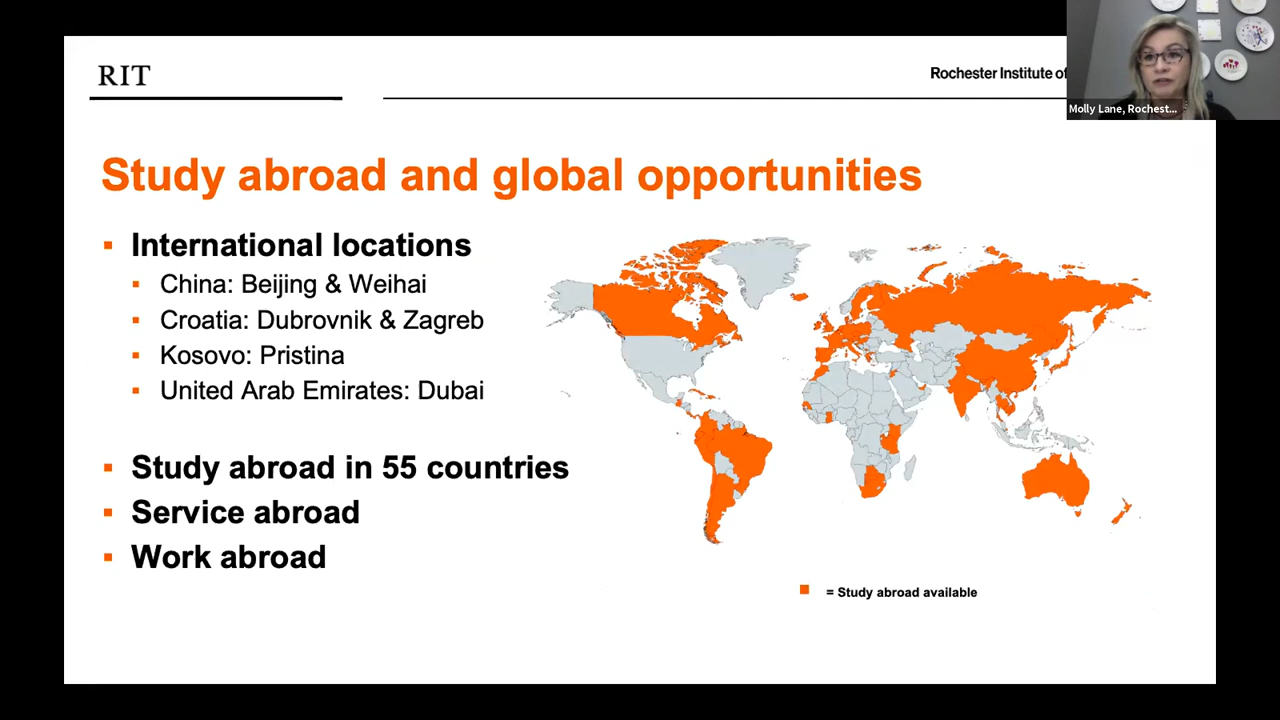 RIT
Rochester Institute of
Molly Lane, Rochest...
Study abroad and global opportunities
International locations
China: Beijing & Weihai
Croatia: Dubrovnik & Zagreb
Kosovo: Pristina
United Arab Emirates: Dubai
Study abroad in 55 countries
Service abroad
Work abroad
= Study abroad available